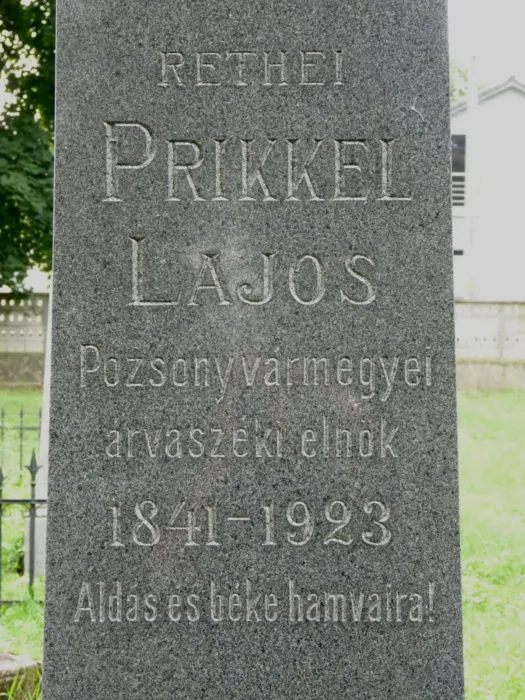 RETHEI
PRIKKEL
LAJOS
Pozsonyvármegyei
árvaszéki elnök
1841-1923
Áldás és béke hamvaira!